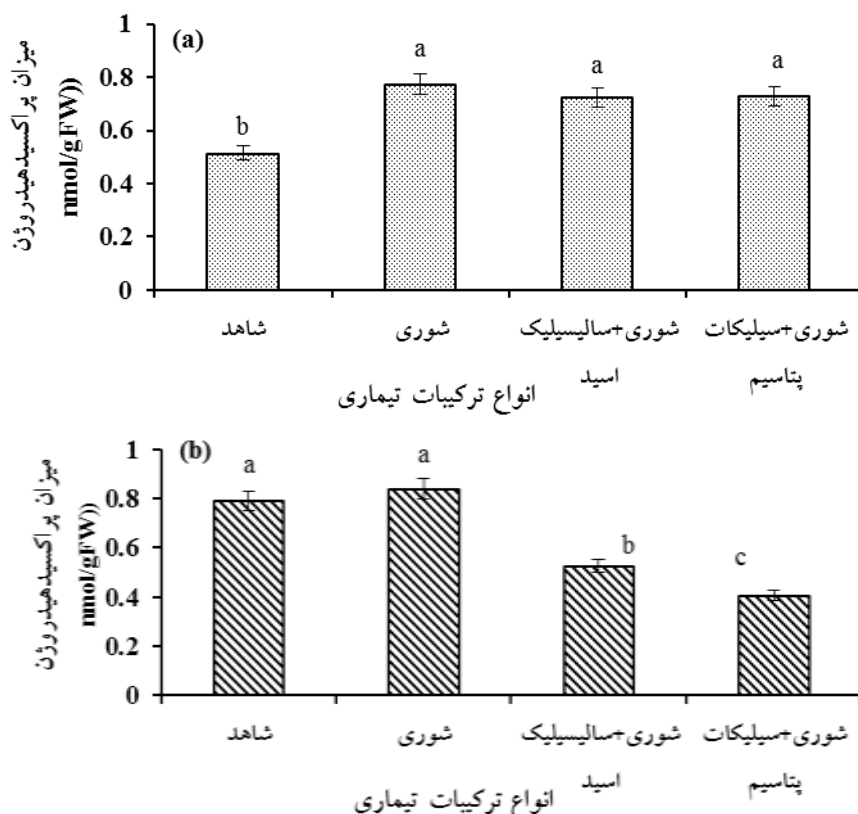 (a)
میزان پراکسیدهیدروژن
nmol/gFW))
1
0.8
0.6
0.4
0.2
0
b
a
a
a
شاهد
شوری
شوری+سالیسیلیک
اسید
شوری+سیلیکات
پتاسیم
انواع ترکیبات تیماری
(b)
میزان پراکسیدهیدروژن
nmol/gFW))
1
0.8
0.6
0.4
0.2
0
a
a
b
c
شاهد
شوری
شوری+سالیسیلیک
اسید
شوری+سیلیکات
پتاسیم
انواع ترکیبات تیماری